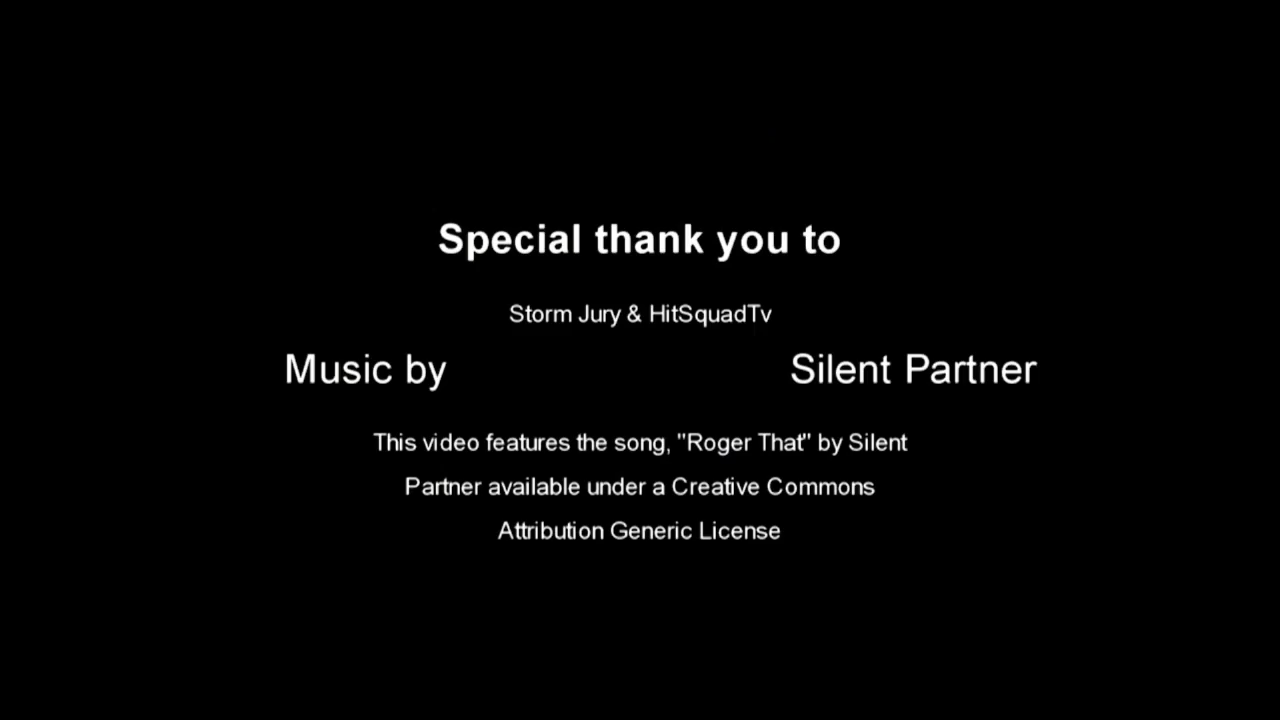 Special thank you to
Storm Jury & HitSquadTv
Music by Silent Partner
This video features the song, "Roger That" by Silent
Partner available under a Creative Commons
Attribution Generic License